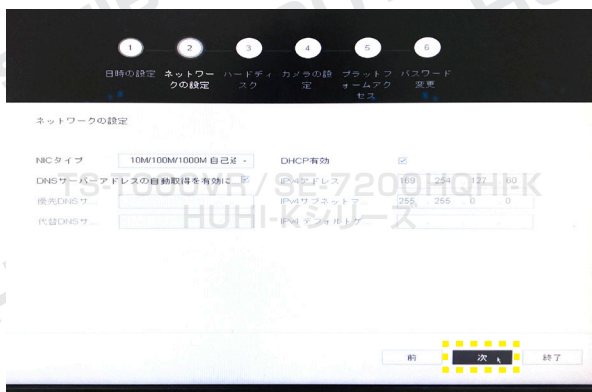 1 2 3 4 5 6
日時の設定 ネットワー ハードディ カメラの設 プラットフ パスワード
クの設定 スク 定 ォームアク 変更
セス
ネットワークの設定
NICタイプ 10M/100M/1000M 自己適 DHCP有効
DNSサーバーアドレスの自動取得を有効に... IPv4アドレス 169 . 254 . 127 . 60
優先DNSサ... IPv4サブネットマ... 255 . 255 . 0 . 0
代替DNSサ... IPv4 デフォルトゲ...
TS-T000VR/SE-7200HQHI-K
HUHI-Kシリーズ
前 次 終了